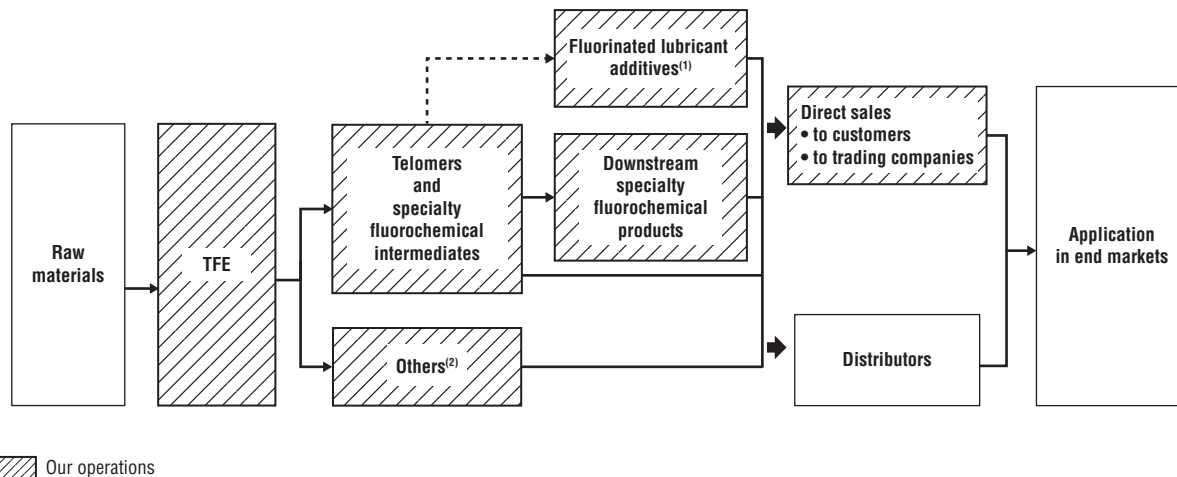 Fluorinated lubricant
additives(1)
Direct sales
• to customers
• to trading companies
Telomers
and
specialty
fluorochemical
intermediates
Downstream
specialty
fluorochemical
products
Raw
materials
TFE
Application
in end markets
Others(2)
Distributors
Our operations